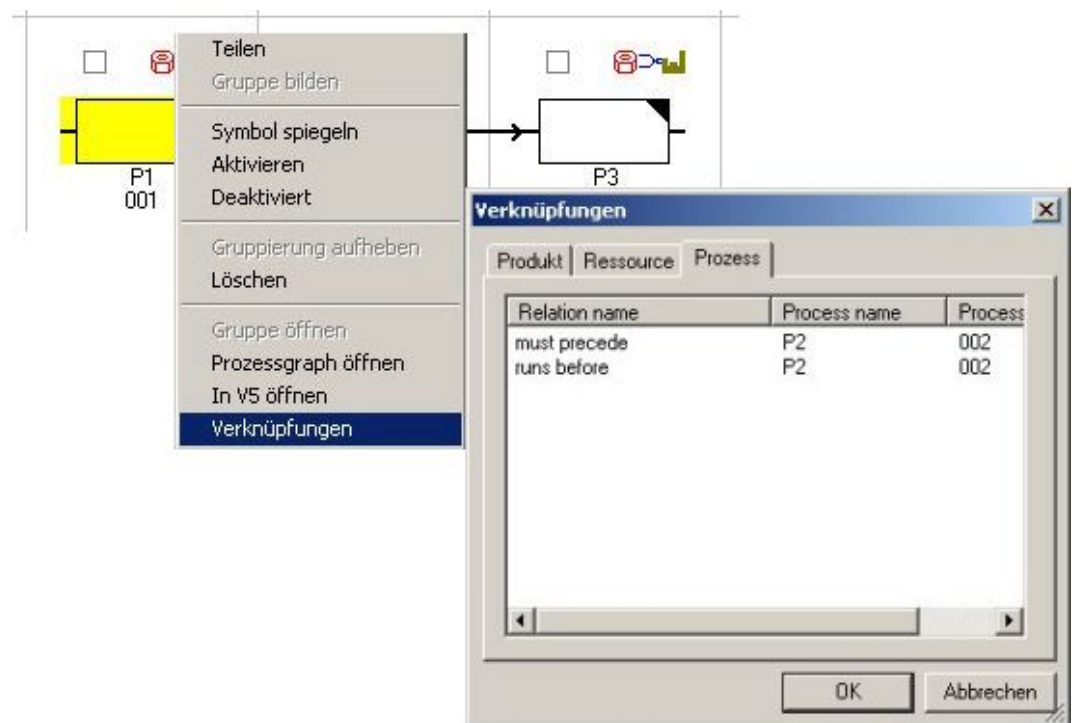 Teilen
Gruppe bilden
Symbol spiegeln
Aktivieren
Deaktiviert
Gruppierung aufheben
Löschen
Gruppe öffnen
Prozessgraph öffnen
In V5 öffnen
Verknüpfungen
P1
001
P3
Verknüpfungen
Produkt Ressource Prozess
Relation name Process name Process
must precede P2 002
runs before P2 002
OK Abbrechen